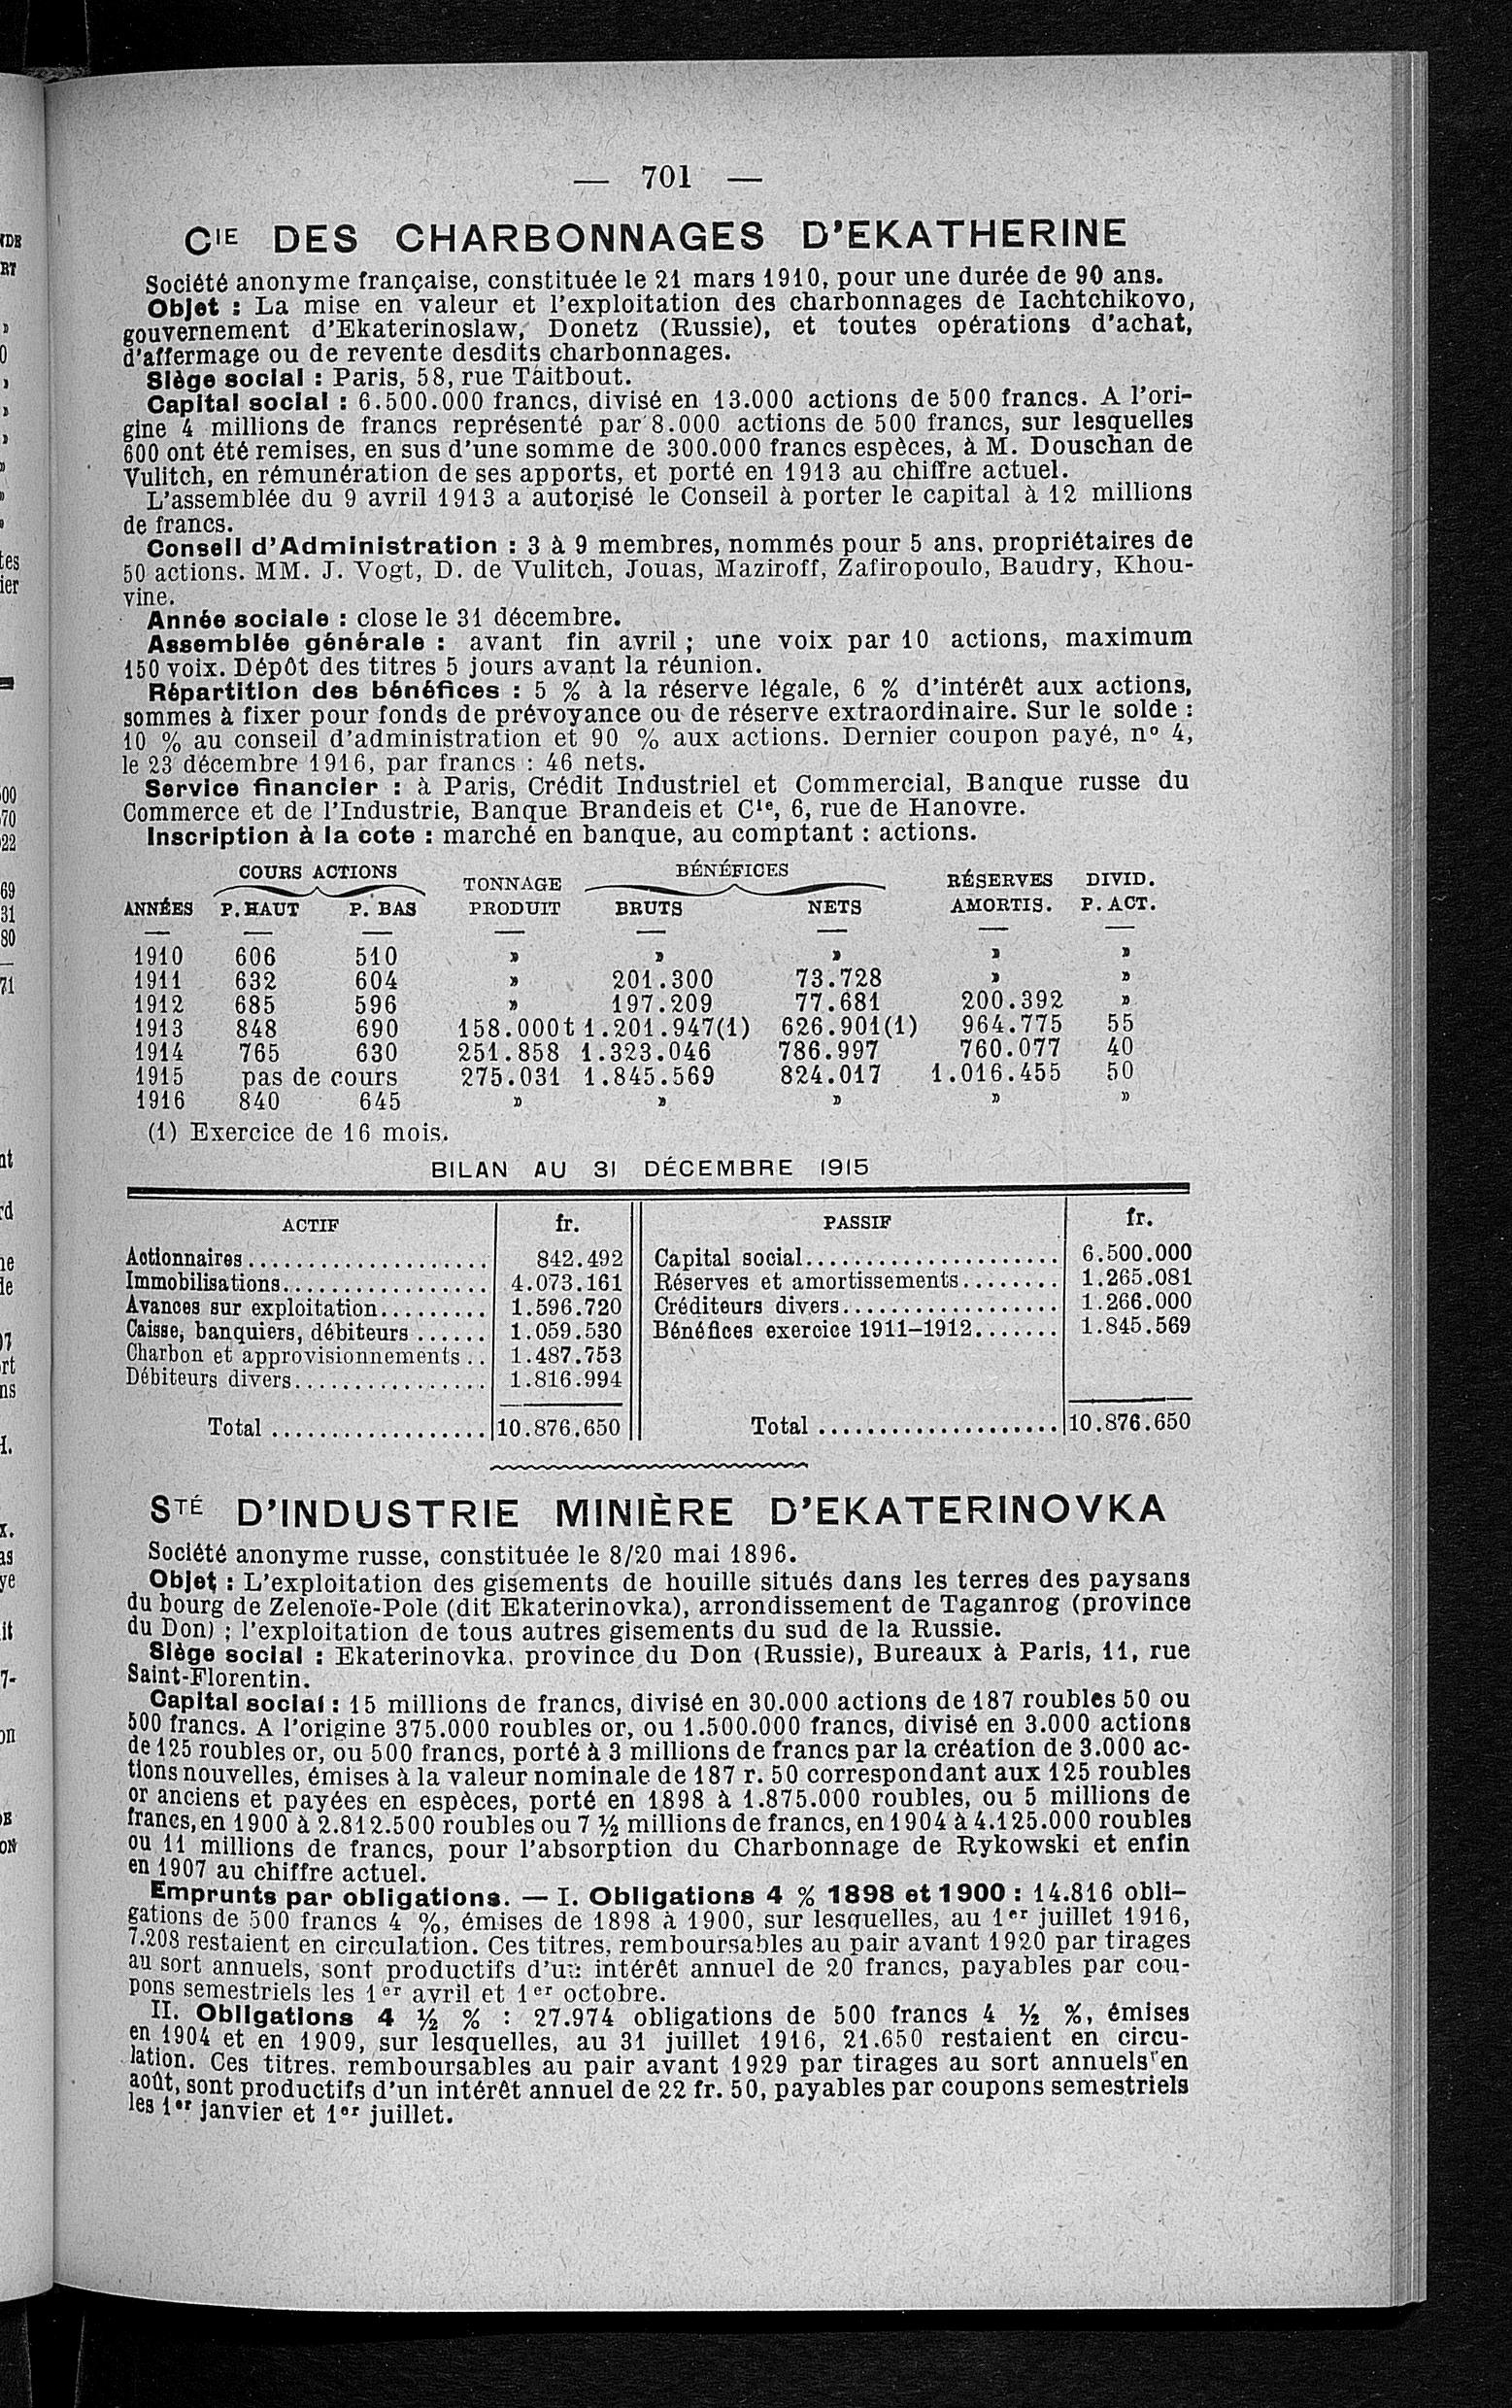 — 701 —
CIE DES CHARBONNAGES D'EKATHERINE
Société anonyme française, constituée le 21 mars 1910, pour une durée de 90 ans.
Objet : La mise en valeur et l'exploitation des charbonnages de Iachtchikovo,
gouvernement d'Ekaterinoslaw, Donetz (Russie), et toutes opérations d'achat,
d'affermage ou de revente desdits charbonnages.
Siège social : Paris, 58, rue Taitbout.
Capital social : 6.500.000 francs, divisé en 13.000 actions de 500 francs. A l'ori-
gine 4 millions de francs représenté par 8.000 actions de 500 francs, sur lesquelles
600 ont été remises, en sus d'une somme de 300.000 francs espèces, à M. Douschan de
Vulitch, en rémunération de ses apports, et porté en 1913 au chiffre actuel.
L'assemblée du 9 avril 1913 a autorisé le Conseil à porter le capital à 12 millions
de francs.
Conseil d'Administration : 3 à 9 membres, nommés pour 5 ans, propriétaires de
50 actions. MM. J. Vogt, D. de Vulitch, Jouas, Maziroff, Zafiropoulo, Baudry, Khou-
vine.
Année sociale : close le 31 décembre.
Assemblée générale : avant fin avril ; une voix par 10 actions, maximum
150 voix. Dépôt des titres 5 jours avant la réunion.
Répartition des bénéfices : 5 % à la réserve légale, 6 % d'intérêt aux actions,
sommes à fixer pour fonds de prévoyance ou de réserve extraordinaire. Sur le solde :
10 % au conseil d'administration et 90 % aux actions. Dernier coupon payé, n° 4,
le 23 décembre 1916, par francs : 46 nets.
Service financier : à Paris, Crédit Industriel et Commercial, Banque russe du
Commerce et de l'Industrie, Banque Brandeis et Cie, 6, rue de Hanovre.
Inscription à la cote : marché en banque, au comptant : actions.
COURS ACTIONS TONNAGE BÉNÉFICES RÉSERVES DIVID.
ANNÉES P. HAUT P. BAS PRODUIT BRUTS NETS AMORTIS. P. ACT.
1910 606 510 » » » » »
1911 632 604 » 201.300 73.728 » »
1912 685 596 » 197.209 77.681 200.392 »
1913 848 690 158.000t 1.201.947(1) 626.901(1) 964.775 55
1914 765 630 251.858 1.323.046 786.997 760.077 40
1915 pas de cours 275.031 1.845.569 824.017 1.016.455 50
1916 840 645 » » » » »
(1) Exercice de 16 mois.
BILAN AU 31 DÉCEMBRE 1915
ACTIF fr. PASSIF fr.
Actionnaires.................... 842.492 Capital social..................... 6.500.000
Immobilisations................. 4.073.161 Réserves et amortissements........ 1.265.081
Avances sur exploitation......... 1.596.720 Créditeurs divers.................. 1.266.000
Caisse, banquiers, débiteurs ...... 1.059.530 Bénéfices exercice 1911-1912....... 1.845.569
Charbon et approvisionnements .. 1.487.753
Débiteurs divers................ 1.816.994
Total .................. 10.876.650 Total .................... 10.876.650
STÉ D'INDUSTRIE MINIÈRE D'EKATERINOVKA
Société anonyme russe, constituée le 8/20 mai 1896.
Objet : L'exploitation des gisements de houille situés dans les terres des paysans
du bourg de Zelenoïe-Pole (dit Ekaterinovka), arrondissement de Taganrog (province
du Don) ; l'exploitation de tous autres gisements du sud de la Russie.
Siège social : Ekaterinovka, province du Don (Russie), Bureaux à Paris, 11, rue
Saint-Florentin.
Capital social : 15 millions de francs, divisé en 30.000 actions de 187 roubles 50 ou
500 francs. A l'origine 375.000 roubles or, ou 1.500.000 francs, divisé en 3.000 actions
de 125 roubles or, ou 500 francs, porté à 3 millions de francs par la création de 3.000 ac-
tions nouvelles, émises à la valeur nominale de 187 r. 50 correspondant aux 125 roubles
or anciens et payées en espèces, porté en 1898 à 1.875.000 roubles, ou 5 millions de
francs, en 1900 à 2.812.500 roubles ou 7 ½ millions de francs, en 1904 à 4.125.000 roubles
ou 11 millions de francs, pour l'absorption du Charbonnage de Rykowski et enfin
en 1907 au chiffre actuel.
Emprunts par obligations. — I. Obligations 4 % 1898 et 1900 : 14.816 obli-
gations de 500 francs 4 %, émises de 1898 à 1900, sur lesquelles, au 1er juillet 1916,
7.208 restaient en circulation. Ces titres, remboursables au pair avant 1920 par tirages
au sort annuels, sont productifs d'un intérêt annuel de 20 francs, payables par cou-
pons semestriels les 1er avril et 1er octobre.
II. Obligations 4 ½ % : 27.974 obligations de 500 francs 4 ½ %, émises
en 1904 et en 1909, sur lesquelles, au 31 juillet 1916, 21.650 restaient en circu-
lation. Ces titres, remboursables au pair avant 1929 par tirages au sort annuels en
août, sont productifs d'un intérêt annuel de 22 fr. 50, payables par coupons semestriels
les 1er janvier et 1er juillet.